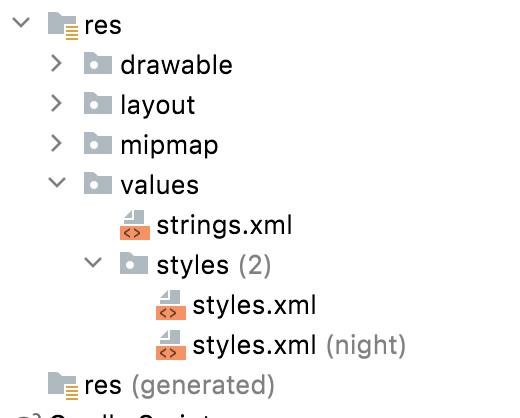 res
drawable
layout
mipmap
values
strings.xml
styles (2)
styles.xml
styles.xml (night)
res (generated)